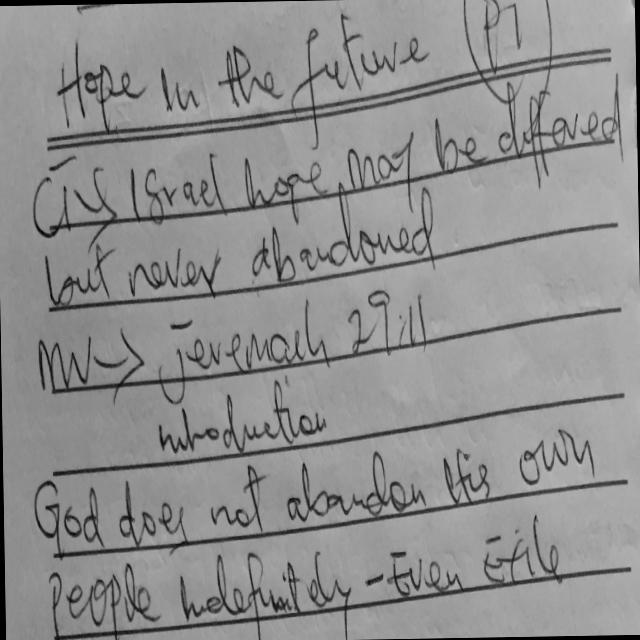 Hope in the future (P1)
CI → Israel hope may be differed
but never abandoned
MV → Jeremaih 29:11
introduction
God does not abandon His own
people indefinitely - Even Exile